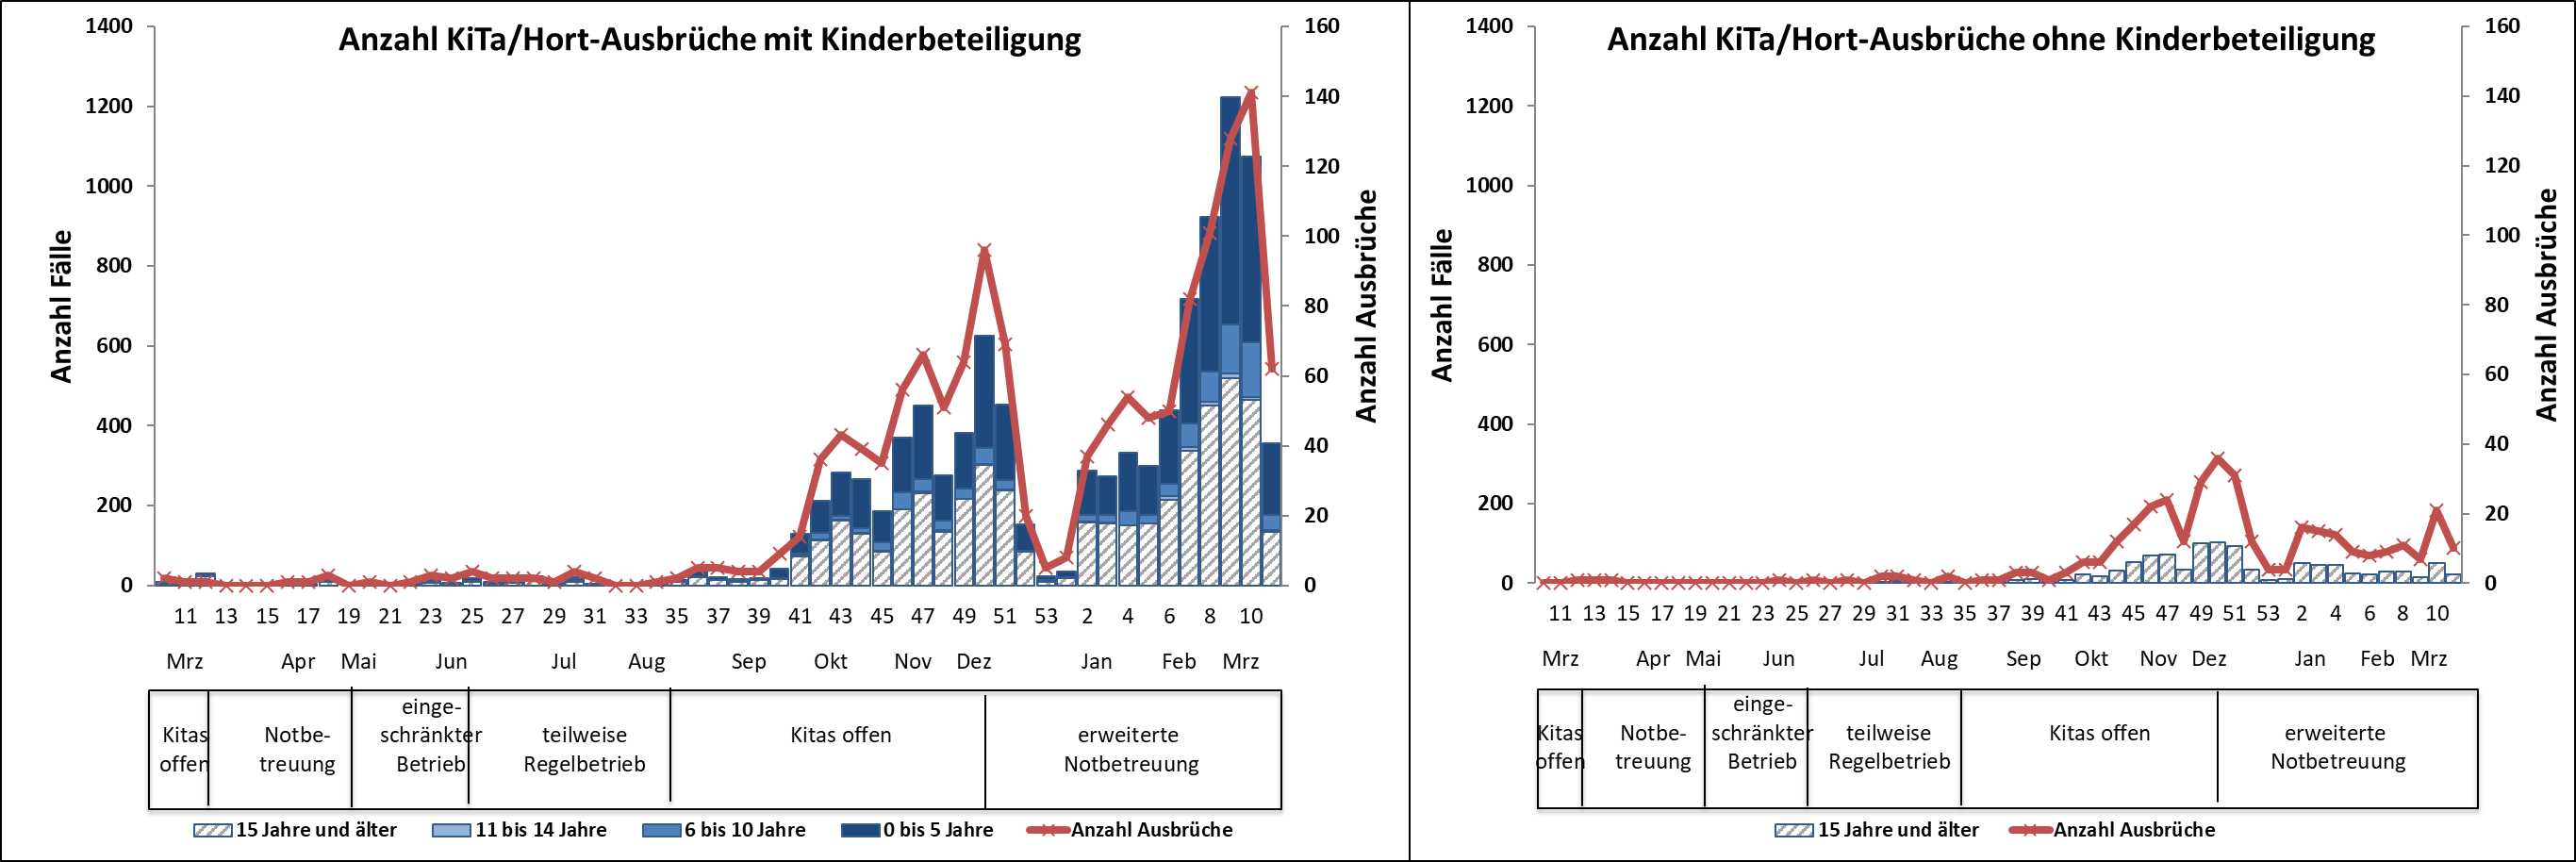 Anzahl KiTa/Hort-Ausbrüche mit Kinderbeteiligung
1400
1200
1000
800
600
400
200
0
Anzahl Fälle
160
140
120
100
80
60
40
20
0
Anzahl Ausbrüche
11 13 15 17 19 21 23 25 27 29 31 33 35 37 39 41 43 45 47 49 51 53 2 4 6 8 10
Mrz Apr Mai Jun Jul Aug Sep Okt Nov Dez Jan Feb Mrz
Kitas
offen
Notbe-
treuung
einge-
schränkter
Betrieb
teilweise
Regelbetrieb
Kitas offen
erweiterte
Notbetreuung
15 Jahre und älter 11 bis 14 Jahre 6 bis 10 Jahre 0 bis 5 Jahre Anzahl Ausbrüche
Anzahl KiTa/Hort-Ausbrüche ohne Kinderbeteiligung
1400
1200
1000
800
600
400
200
0
Anzahl Fälle
160
140
120
100
80
60
40
20
0
Anzahl Ausbrüche
11 13 15 17 19 21 23 25 27 29 31 33 35 37 39 41 43 45 47 49 51 53 2 4 6 8 10
Mrz Apr Mai Jun Jul Aug Sep Okt Nov Dez Jan Feb Mrz
Kitas
offen
Notbe-
treuung
einge-
schränkter
Betrieb
teilweise
Regelbetrieb
Kitas offen
erweiterte
Notbetreuung
15 Jahre und älter Anzahl Ausbrüche